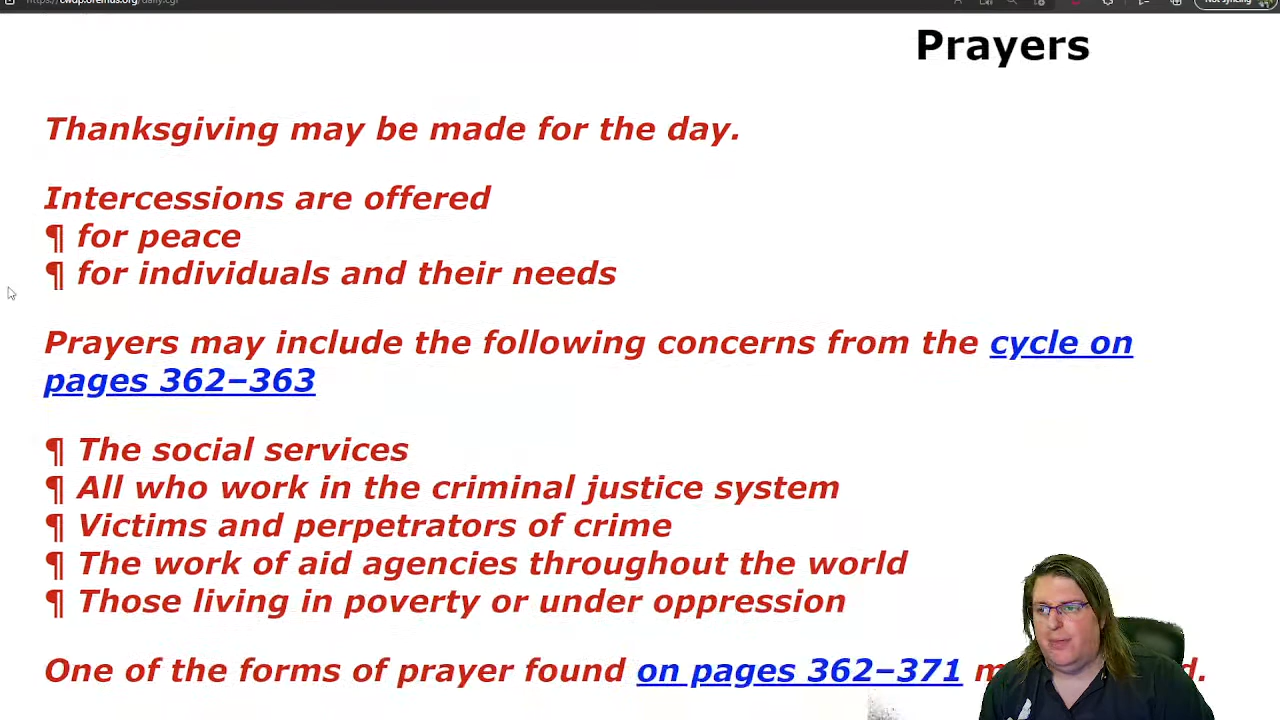 Prayers
Thanksgiving may be made for the day.
Intercessions are offered
¶ for peace
¶ for individuals and their needs
Prayers may include the following concerns from the cycle on
pages 362–363
¶ The social services
¶ All who work in the criminal justice system
¶ Victims and perpetrators of crime
¶ The work of aid agencies throughout the world
¶ Those living in poverty or under oppression
One of the forms of prayer found on pages 362–371